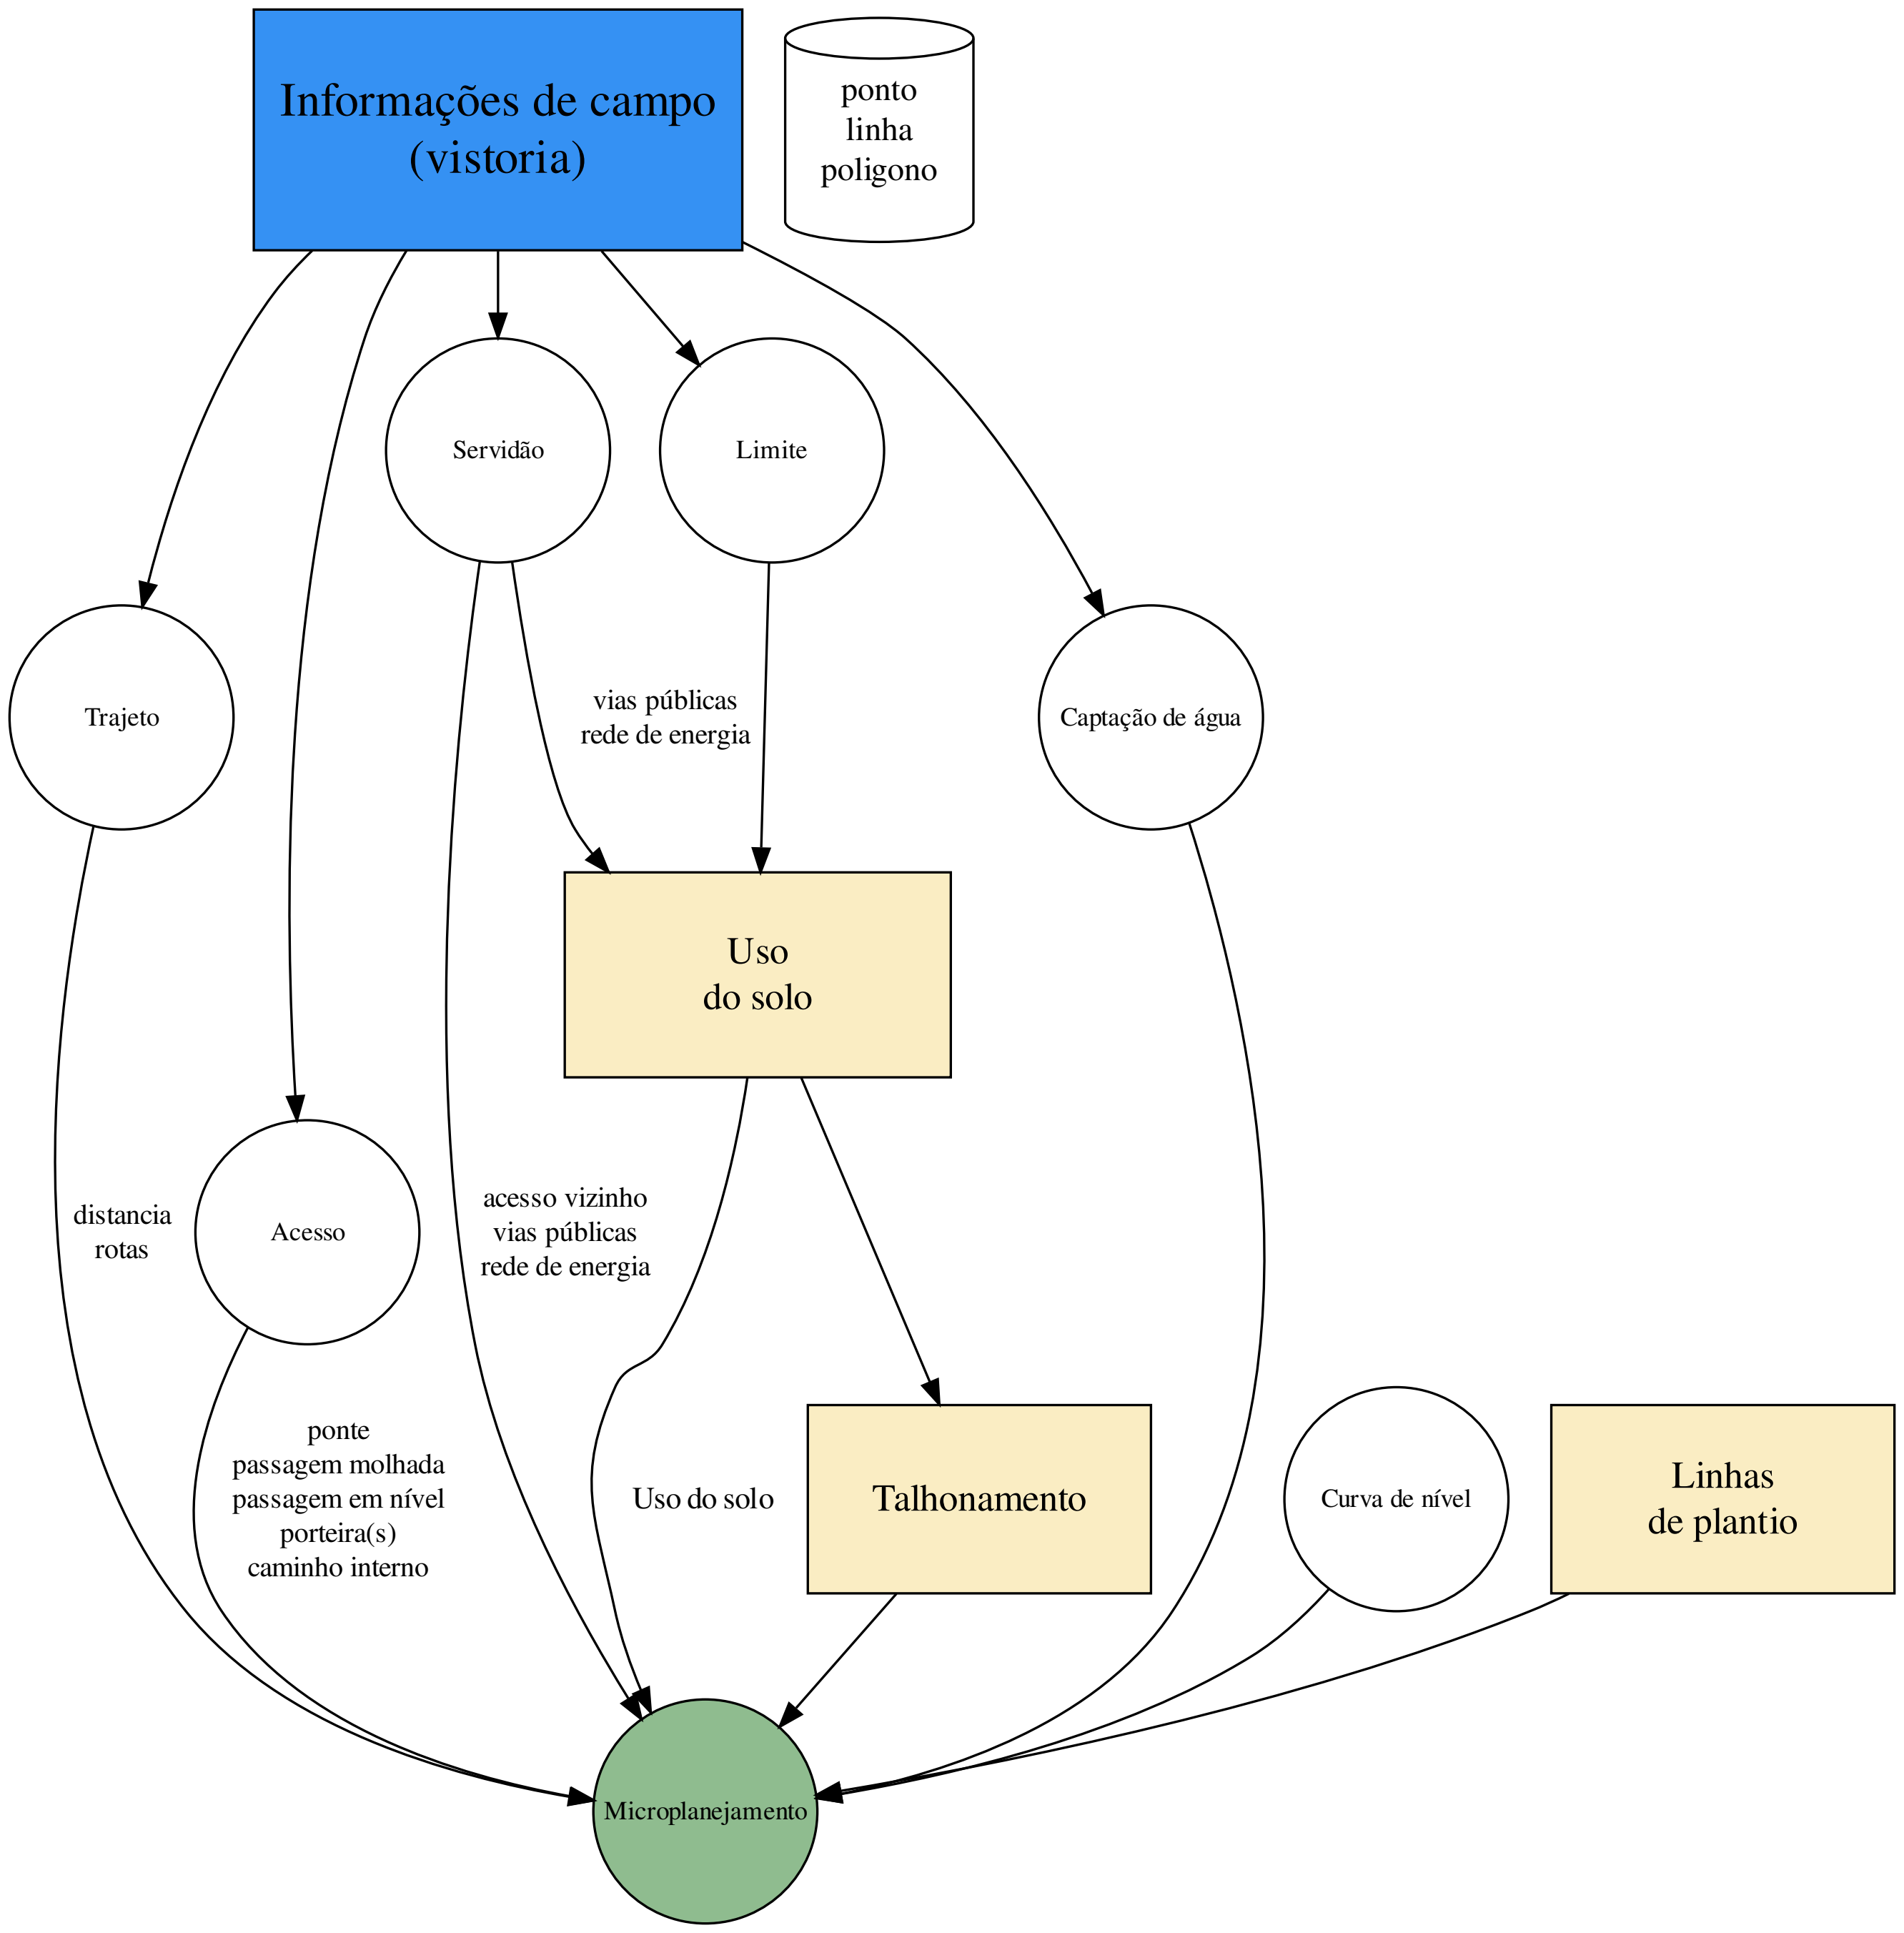 Informações de campo
(vistoria)
ponto
linha
poligono
Servidão
Limite
Trajeto
vias públicas
rede de energia
Captação de água
Uso
do solo
distancia
rotas
Acesso
acesso vizinho
vias públicas
rede de energia
ponte
passagem molhada
passagem em nível
porteira(s)
caminho interno
Uso do solo
Talhonamento
Curva de nível
Linhas
de plantio
Microplanejamento